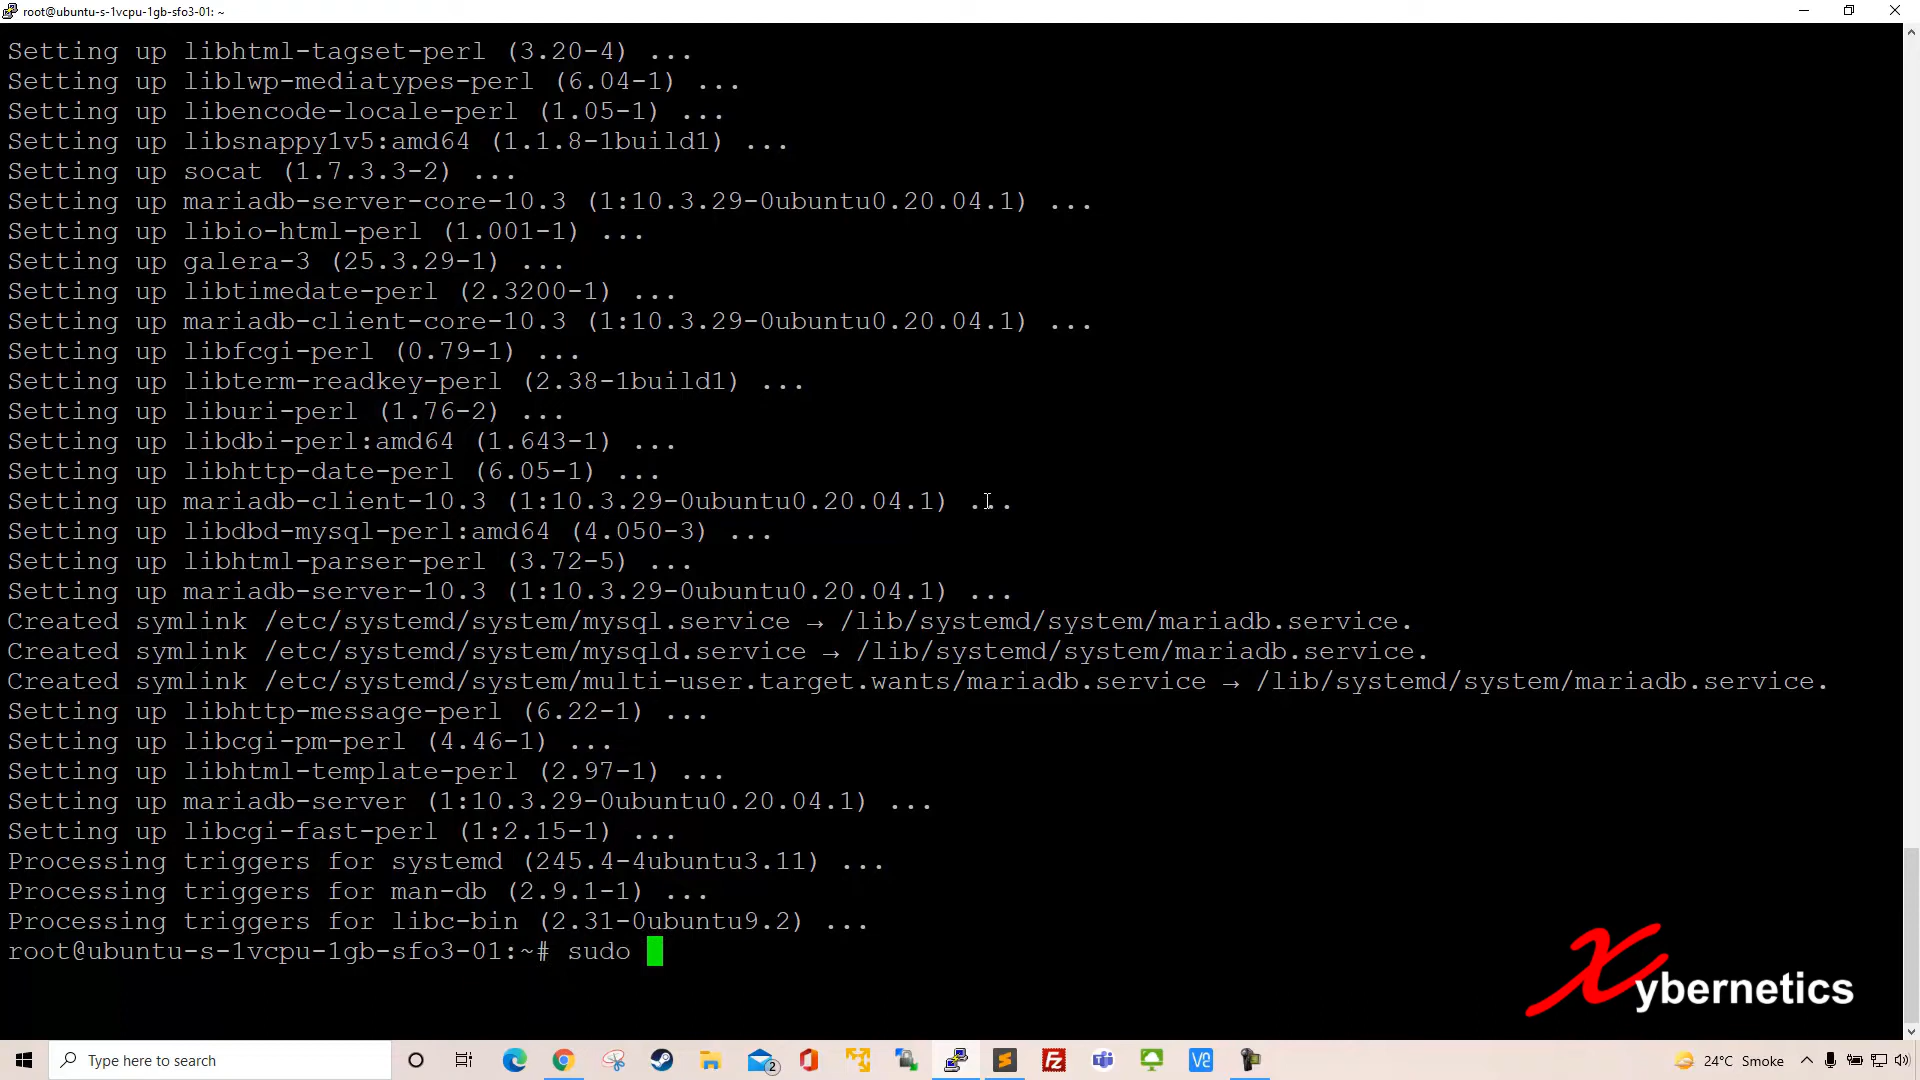 root@ubuntu-s-1vcpu-1gb-sfo3-01: ~
Setting up libhtml-tagset-perl (3.20-4) ...
Setting up liblwp-mediatypes-perl (6.04-1) ...
Setting up libencode-locale-perl (1.05-1) ...
Setting up libsnappy1v5:amd64 (1.1.8-1build1) ...
Setting up socat (1.7.3.3-2) ...
Setting up mariadb-server-core-10.3 (1:10.3.29-0ubuntu0.20.04.1) ...
Setting up libio-html-perl (1.001-1) ...
Setting up galera-3 (25.3.29-1) ...
Setting up libtimedate-perl (2.3200-1) ...
Setting up mariadb-client-core-10.3 (1:10.3.29-0ubuntu0.20.04.1) ...
Setting up libfcgi-perl (0.79-1) ...
Setting up libterm-readkey-perl (2.38-1build1) ...
Setting up liburi-perl (1.76-2) ...
Setting up libdbi-perl:amd64 (1.643-1) ...
Setting up libhttp-date-perl (6.05-1) ...
Setting up mariadb-client-10.3 (1:10.3.29-0ubuntu0.20.04.1) ...
Setting up libdbd-mysql-perl:amd64 (4.050-3) ...
Setting up libhtml-parser-perl (3.72-5) ...
Setting up mariadb-server-10.3 (1:10.3.29-0ubuntu0.20.04.1) ...
Created symlink /etc/systemd/system/mysql.service → /lib/systemd/system/mariadb.service.
Created symlink /etc/systemd/system/mysqld.service → /lib/systemd/system/mariadb.service.
Created symlink /etc/systemd/system/multi-user.target.wants/mariadb.service → /lib/systemd/system/mariadb.service.
Setting up libhttp-message-perl (6.22-1) ...
Setting up libcgi-pm-perl (4.46-1) ...
Setting up libhtml-template-perl (2.97-1) ...
Setting up mariadb-server (1:10.3.29-0ubuntu0.20.04.1) ...
Setting up libcgi-fast-perl (1:2.15-1) ...
Processing triggers for systemd (245.4-4ubuntu3.11) ...
Processing triggers for man-db (2.9.1-1) ...
Processing triggers for libc-bin (2.31-0ubuntu9.2) ...
root@ubuntu-s-1vcpu-1gb-sfo3-01:~# sudo
Xybernetics
Type here to search
2
24°C Smoke